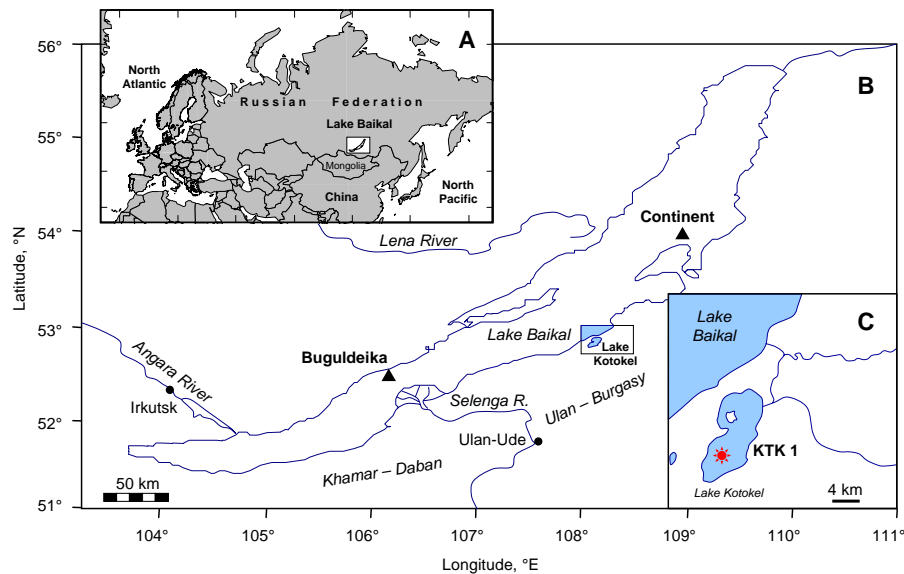 A
North
Atlantic
Russian Federation
Lake Baikal
Mongolia
China
North
Pacific
B
Continent
Lena River
Lake Baikal
Lake
Kotokel
Buguldeika
Angara River
Irkutsk
Selenga R.
Ulan – Burgasy
Ulan-Ude
Khamar – Daban
50 km
C
Lake
Baikal
KTK 1
Lake Kotokel
4 km
Latitude, °N
56°
55°
54°
53°
52°
51°
104° 105° 106° 107° 108° 109° 110° 111°
Longitude, °E